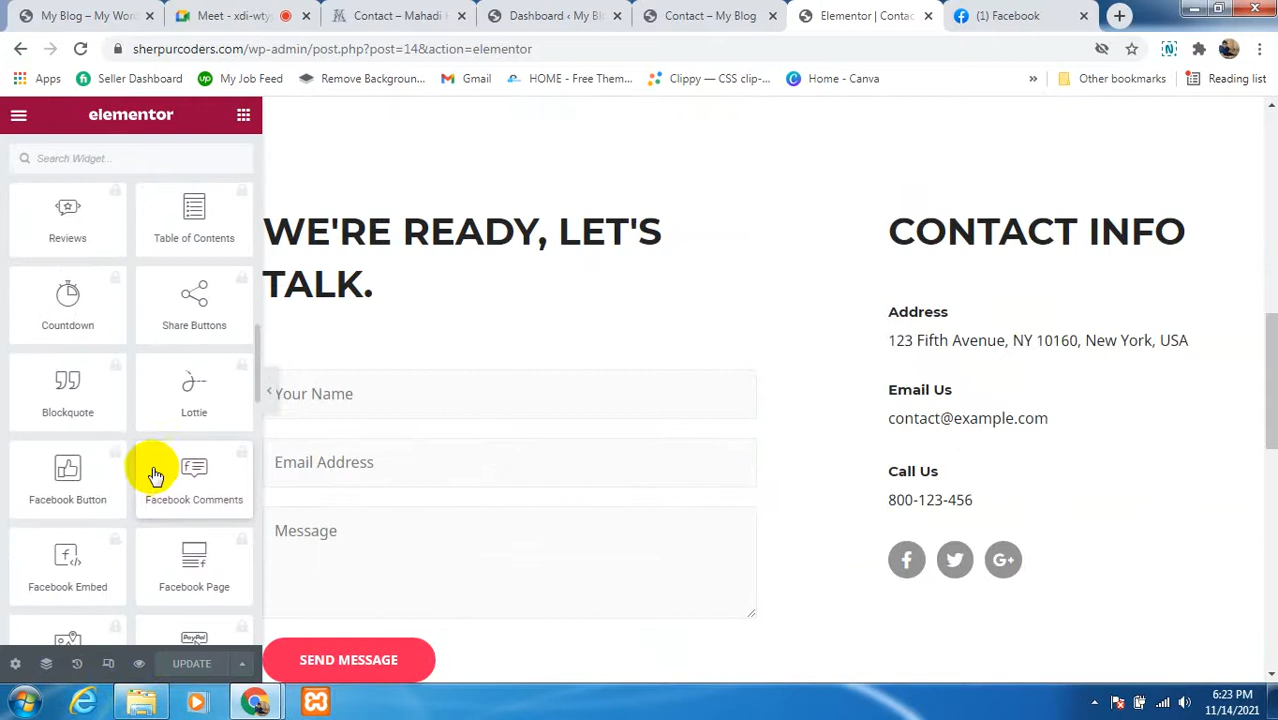 My Blog – My Wor
Meet - xdi-wty
Contact – Mahadi
Dashboard ‹ My Bl
Contact – My Blog
Elementor | Contac
(1) Facebook
sherpurcoders.com/wp-admin/post.php?post=14&action=elementor
Apps
Seller Dashboard
My Job Feed
Remove Backgroun...
Gmail
HOME - Free Them...
Clippy — CSS clip-...
Home - Canva
»
Other bookmarks
Reading list
elementor
Search Widget...
Reviews
Table of Contents
Countdown
Share Buttons
Blockquote
Lottie
Facebook Button
Facebook Comments
Facebook Embed
Facebook Page
PayPal
UPDATE
WE'RE READY, LET'S
TALK.
Your Name
Email Address
Message
SEND MESSAGE
CONTACT INFO
Address
123 Fifth Avenue, NY 10160, New York, USA
Email Us
contact@example.com
Call Us
800-123-456
6:23 PM
11/14/2021